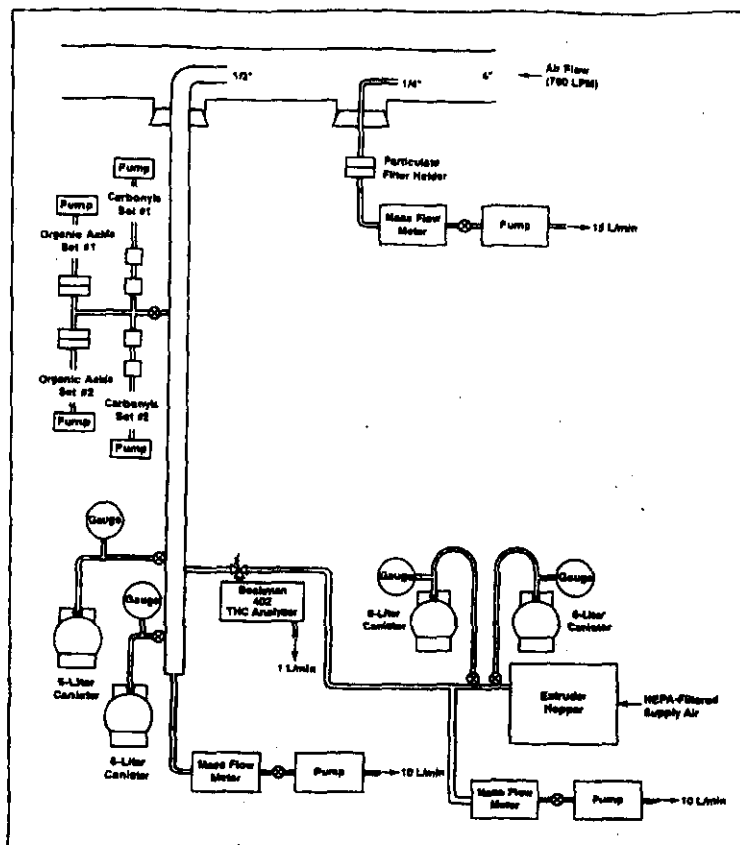 1/2"
1/4"
6"
Air Flow
(760 LPM)
Pump
Carbonyls
Set #1
Pump
Organic Acids
Set #1
Particulate
Filter Holder
Mass Flow
Meter
Pump
15 L/min
Organic Acids
Set #2
Pump
Carbonyls
Set #2
Pump
Gauge
Gauge
6-Liter
Canister
6-Liter
Canister
Beckman
402
THC Analyzer
1 L/min
Gauge
6-Liter
Canister
Gauge
6-Liter
Canister
Extruder
Hopper
HEPA-Filtered
Supply Air
Mass Flow
Meter
Pump
10 L/min
Mass Flow
Meter
Pump
10 L/min